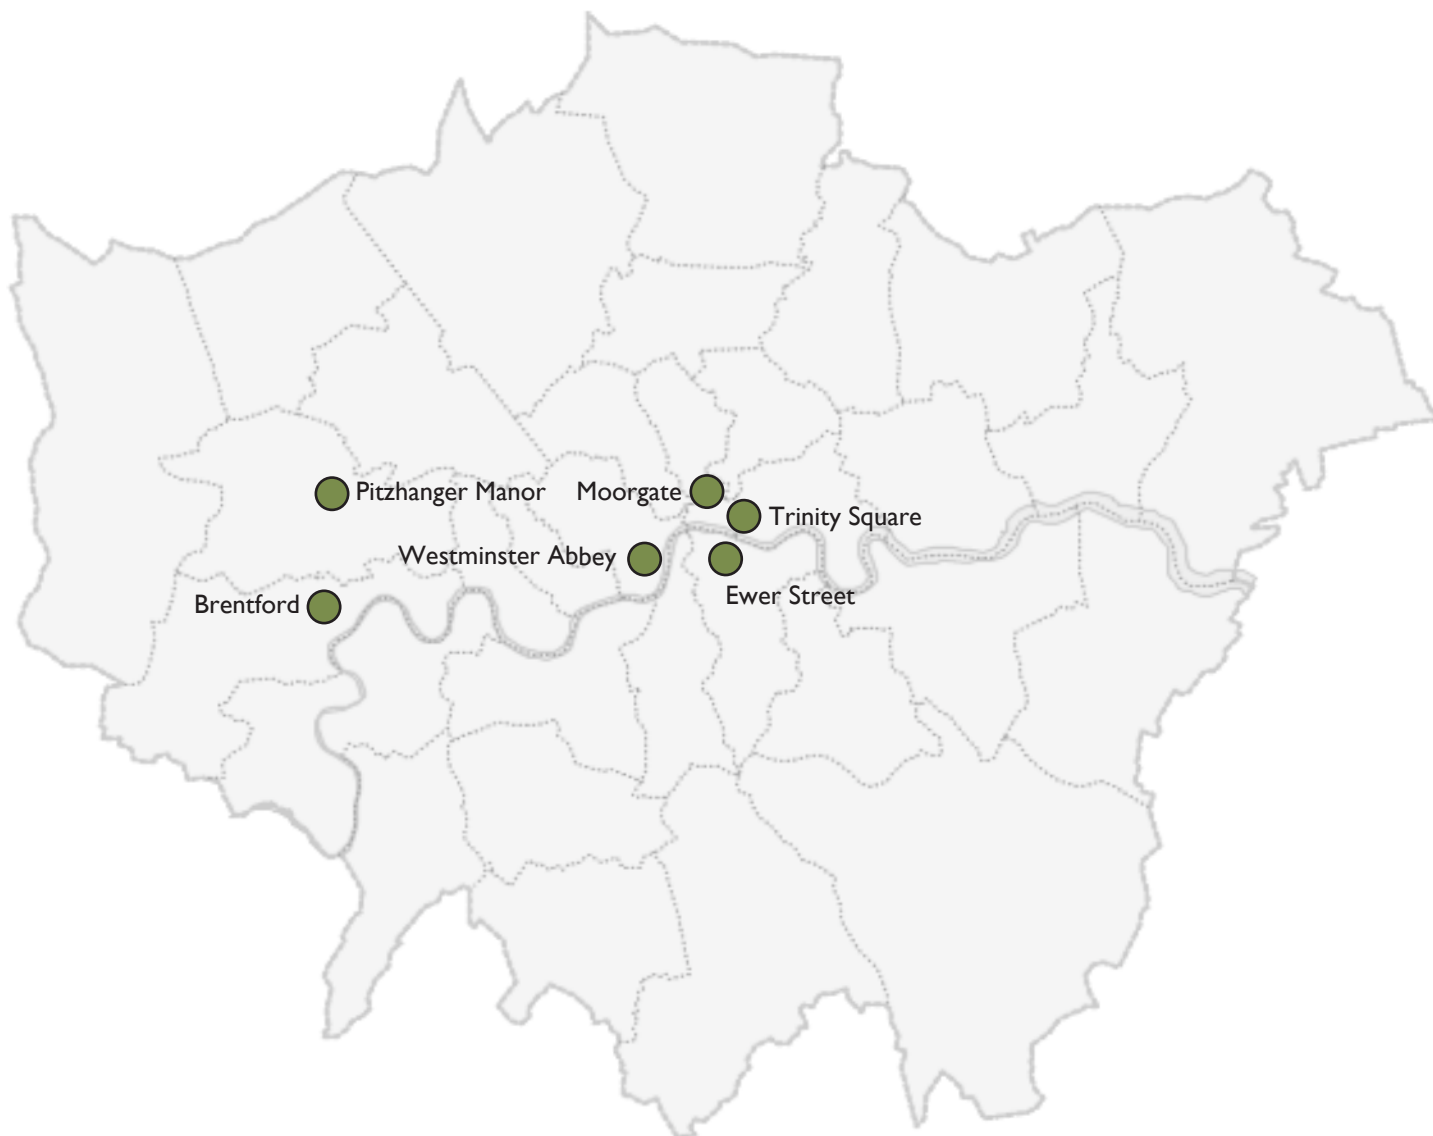 Pitzhanger Manor
Moorgate
Trinity Square
Westminster Abbey
Ewer Street
Brentford